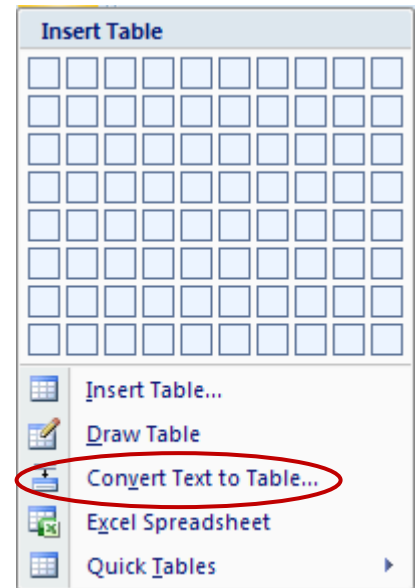 Insert Table
Insert Table...
Draw Table
Convert Text to Table...
Excel Spreadsheet
Quick Tables